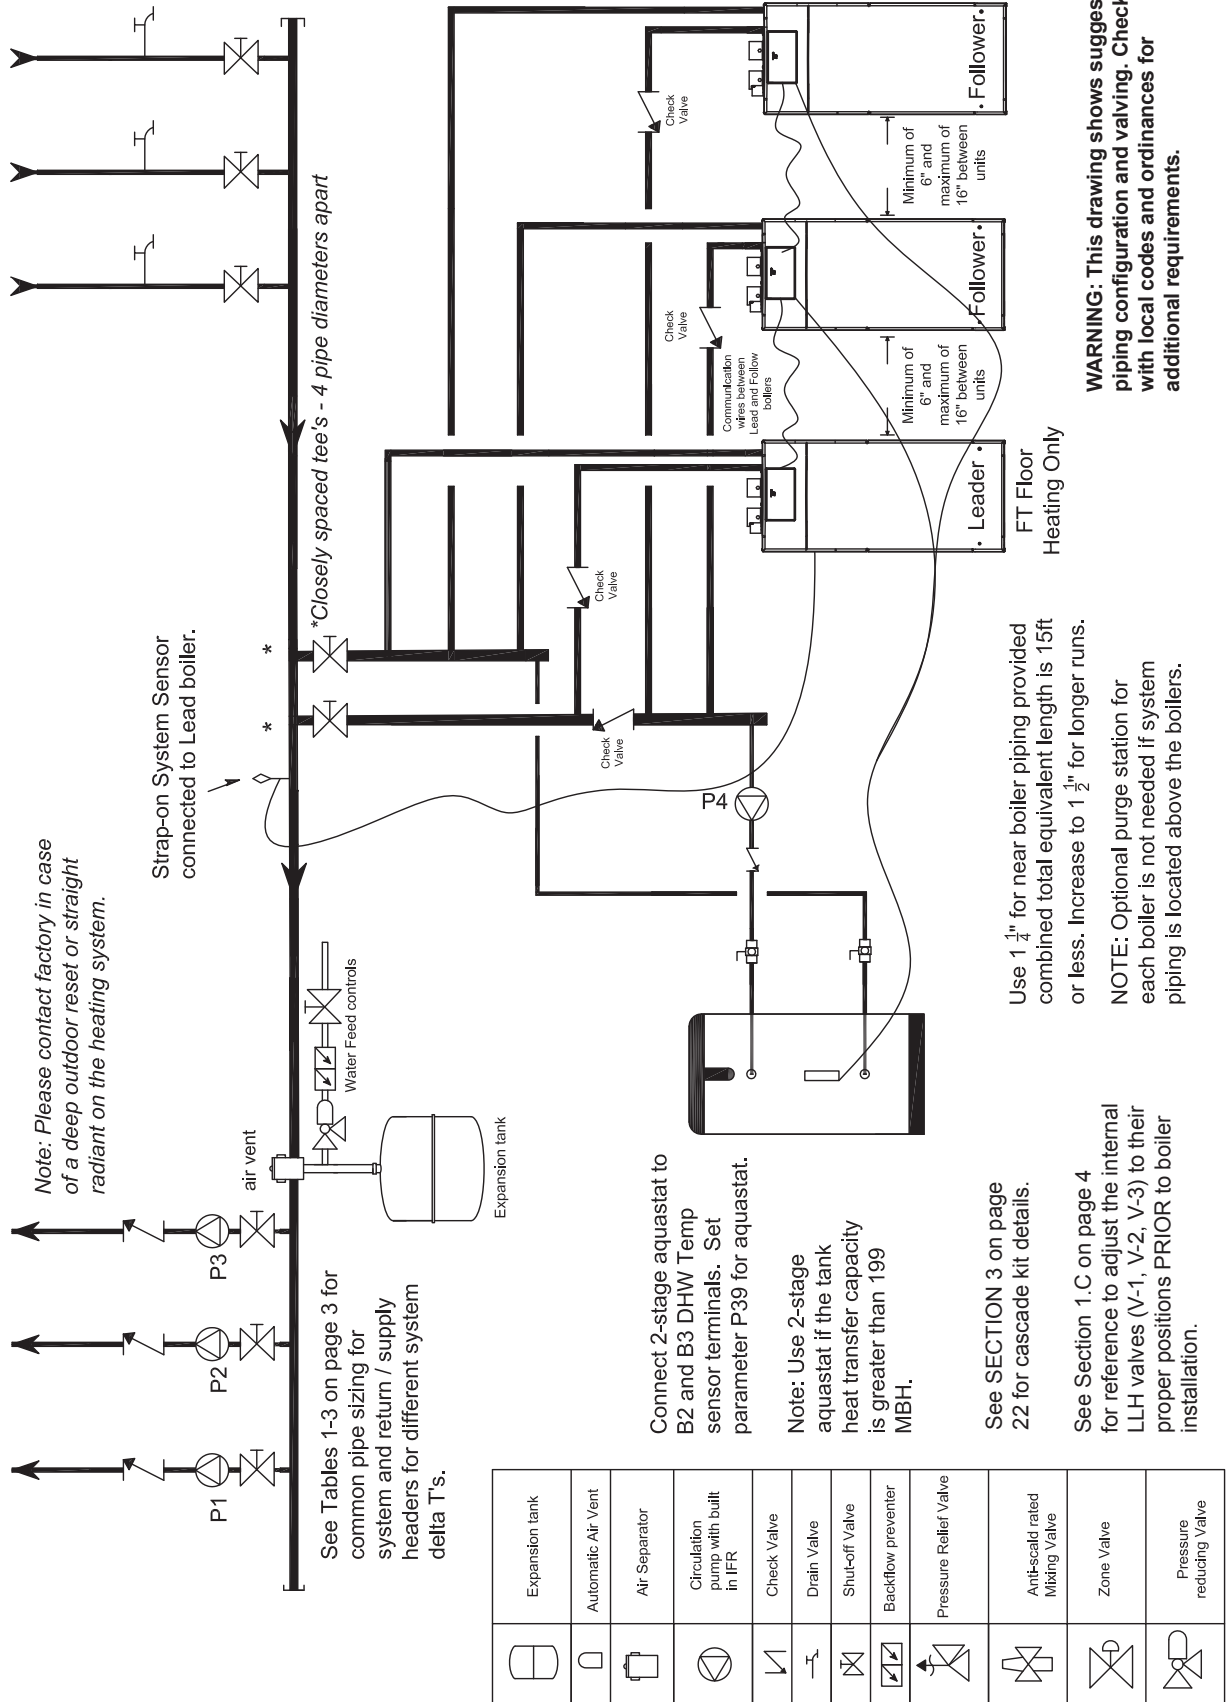 Note: Please contact factory in case
of a deep outdoor reset or straight
radiant on the heating system.
Strap-on System Sensor
connected to Lead boiler.
P1
P2
P3
air vent
Water Feed controls
Expansion tank
*
*
*Closely spaced tee's - 4 pipe diameters apart
See Tables 1-3 on page 3 for
common pipe sizing for
system and return / supply
headers for different system
delta T's.
Check
Valve
Check
Valve
Check
Valve
Check
Valve
P4
Communication
wires between
Lead and Follow
boilers
Connect 2-stage aquastat to
B2 and B3 DHW Temp
sensor terminals. Set
parameter P39 for aquastat.
Note: Use 2-stage
aquastat if the tank
heat transfer capacity
is greater than 199
MBH.
See SECTION 3 on page
22 for cascade kit details.
See Section 1.C on page 4
for reference to adjust the internal
LLH valves (V-1, V-2, V-3) to their
proper positions PRIOR to boiler
installation.
Leader
Follower
Follower
Minimum of
6" and
maximum of
16" between
units
Minimum of
6" and
maximum of
16" between
units
FT Floor
Heating Only
Use 1 1/4" for near boiler piping provided
combined total equivalent length is 15ft
or less. Increase to 1 1/2" for longer runs.
NOTE: Optional purge station for
each boiler is not needed if system
piping is located above the boilers.
WARNING: This drawing shows sugges
piping configuration and valving. Check
with local codes and ordinances for
additional requirements.
Expansion tank
Automatic Air Vent
Air Separator
Circulation
pump with built
in IFR
Check Valve
Drain Valve
Shut-off Valve
Backflow preventer
Pressure Relief Valve
Anti-scald rated
Mixing Valve
Zone Valve
Pressure
reducing Valve